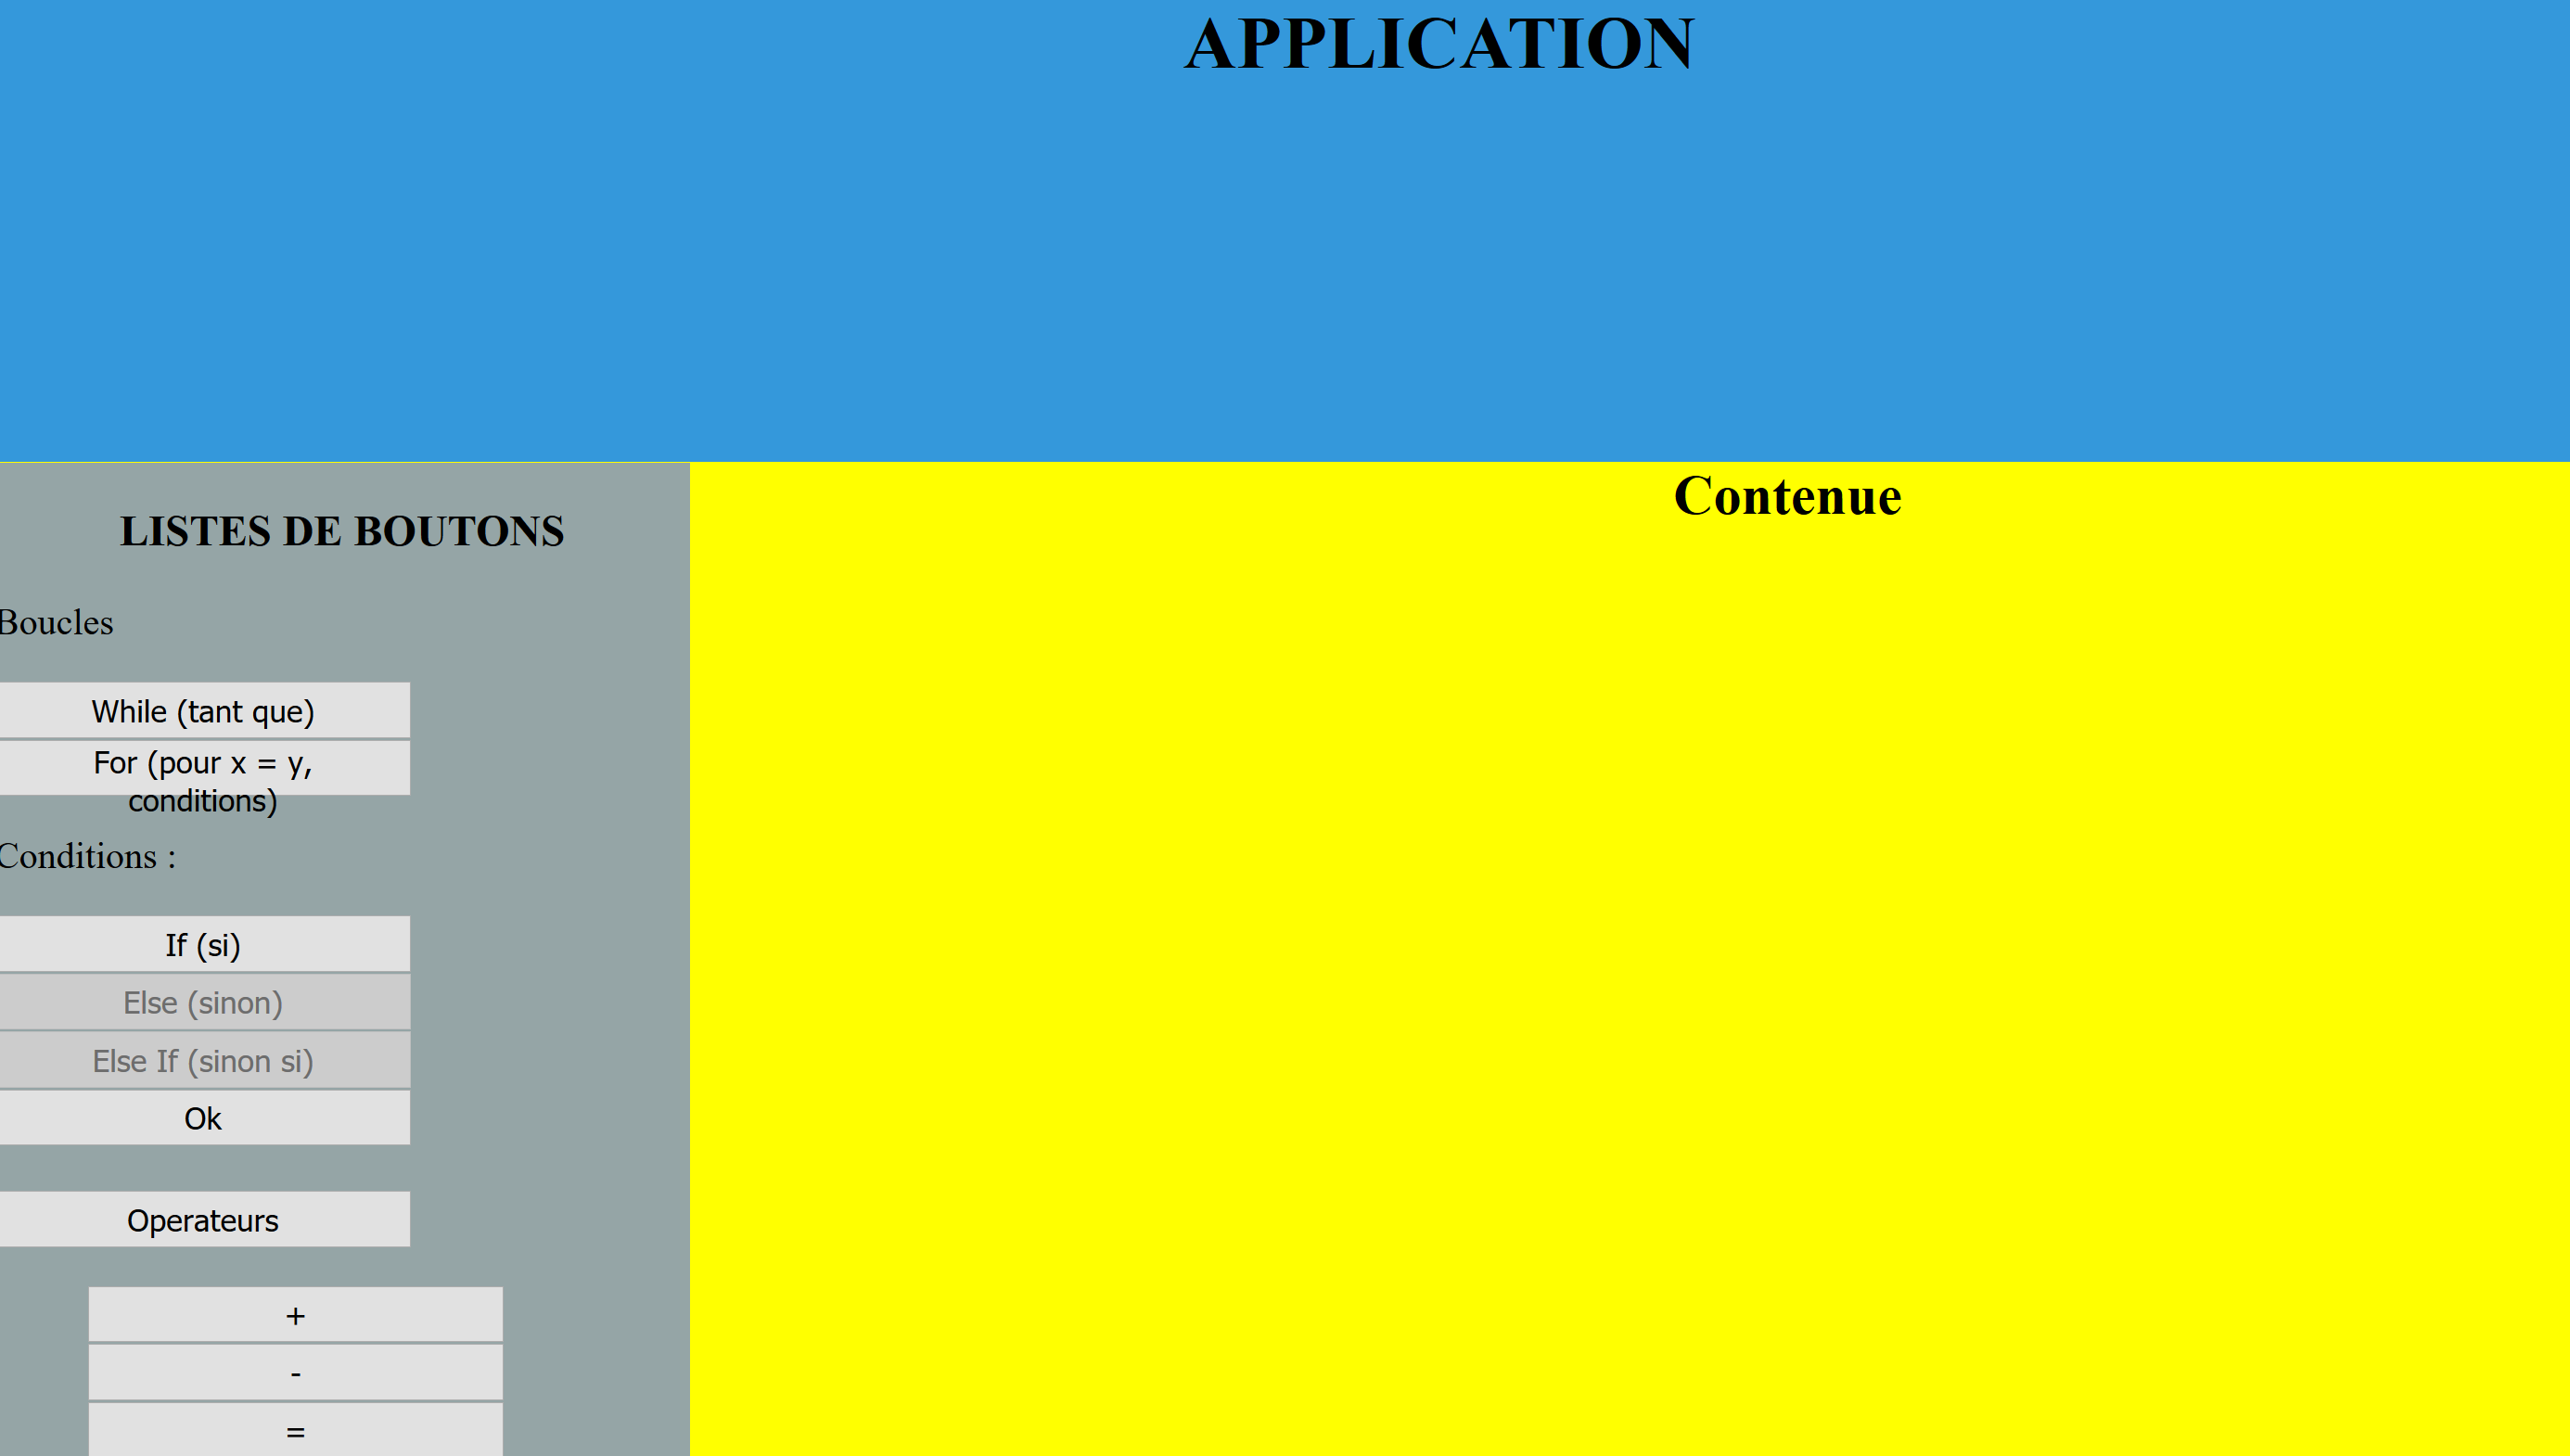 APPLICATION
LISTES DE BOUTONS
Contenue
Boucles
While (tant que)
For (pour x = y,
conditions)
Conditions :
If (si)
Else (sinon)
Else If (sinon si)
Ok
Operateurs
+
-
=